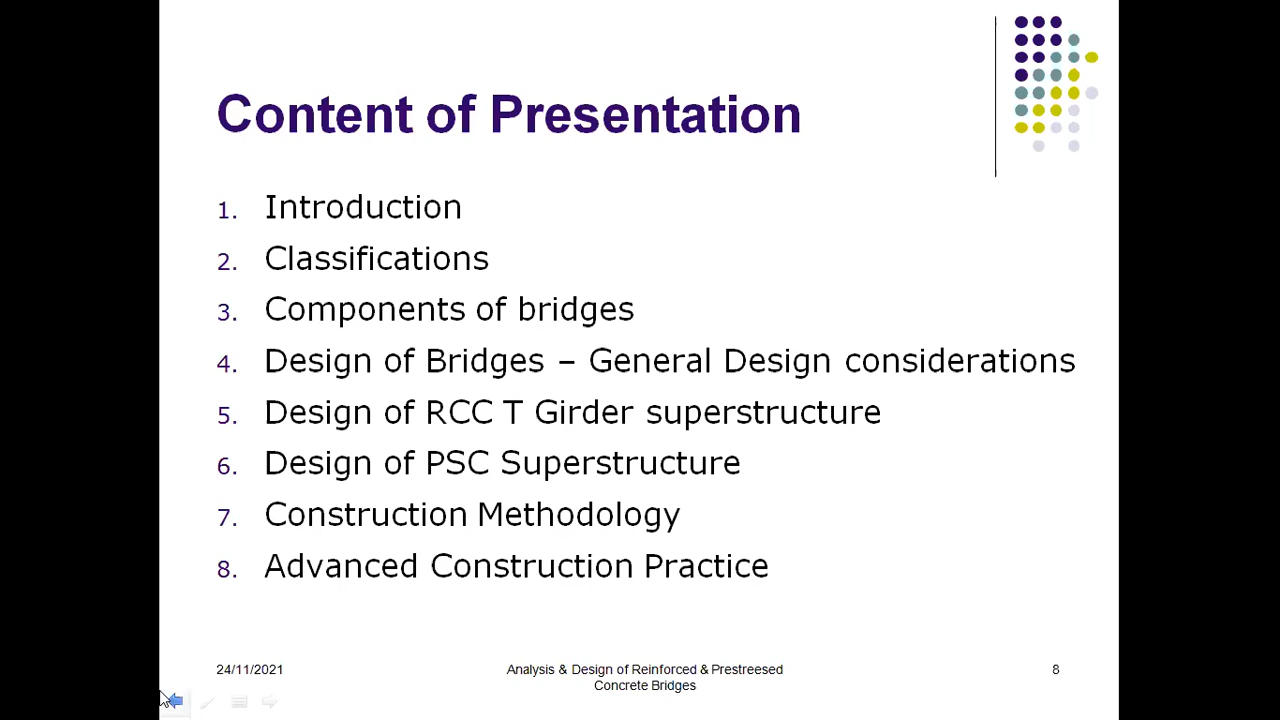 Content of Presentation
1. Introduction
2. Classifications
3. Components of bridges
4. Design of Bridges – General Design considerations
5. Design of RCC T Girder superstructure
6. Design of PSC Superstructure
7. Construction Methodology
8. Advanced Construction Practice
24/11/2021
Analysis & Design of Reinforced & Prestreesed
Concrete Bridges
8